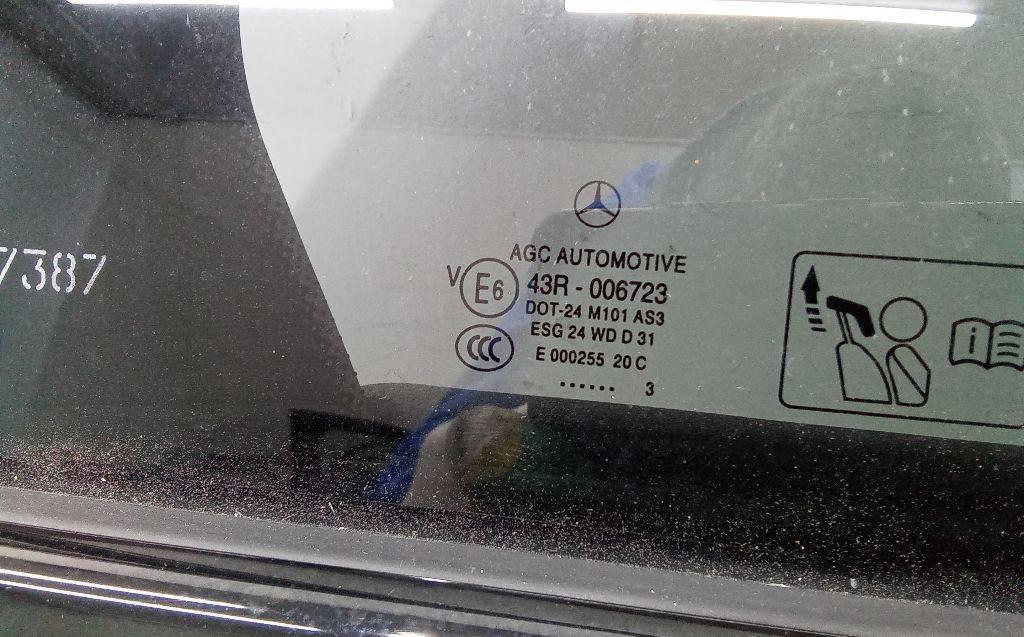 7387
AGC AUTOMOTIVE
V E6 43R - 006723
DOT-24 M101 AS3
CCC ESG 24 WD D 31
E 000255 20 C
...... 3
i